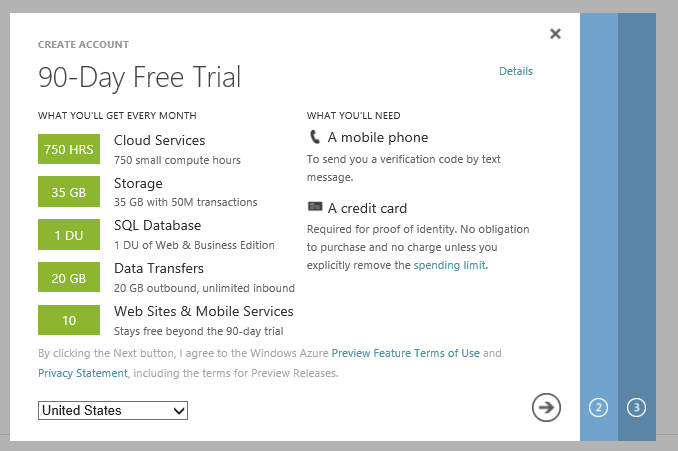 CREATE ACCOUNT
90-Day Free Trial
Details
WHAT YOU'LL GET EVERY MONTH
750 HRS
Cloud Services
750 small compute hours
35 GB
Storage
35 GB with 50M transactions
1 DU
SQL Database
1 DU of Web & Business Edition
20 GB
Data Transfers
20 GB outbound, unlimited inbound
10
Web Sites & Mobile Services
Stays free beyond the 90-day trial
WHAT YOU'LL NEED
A mobile phone
To send you a verification code by text
message.
A credit card
Required for proof of identity. No obligation
to purchase and no charge unless you
explicitly remove the spending limit.
By clicking the Next button, I agree to the Windows Azure Preview Feature Terms of Use and
Privacy Statement, including the terms for Preview Releases.
United States
2
3